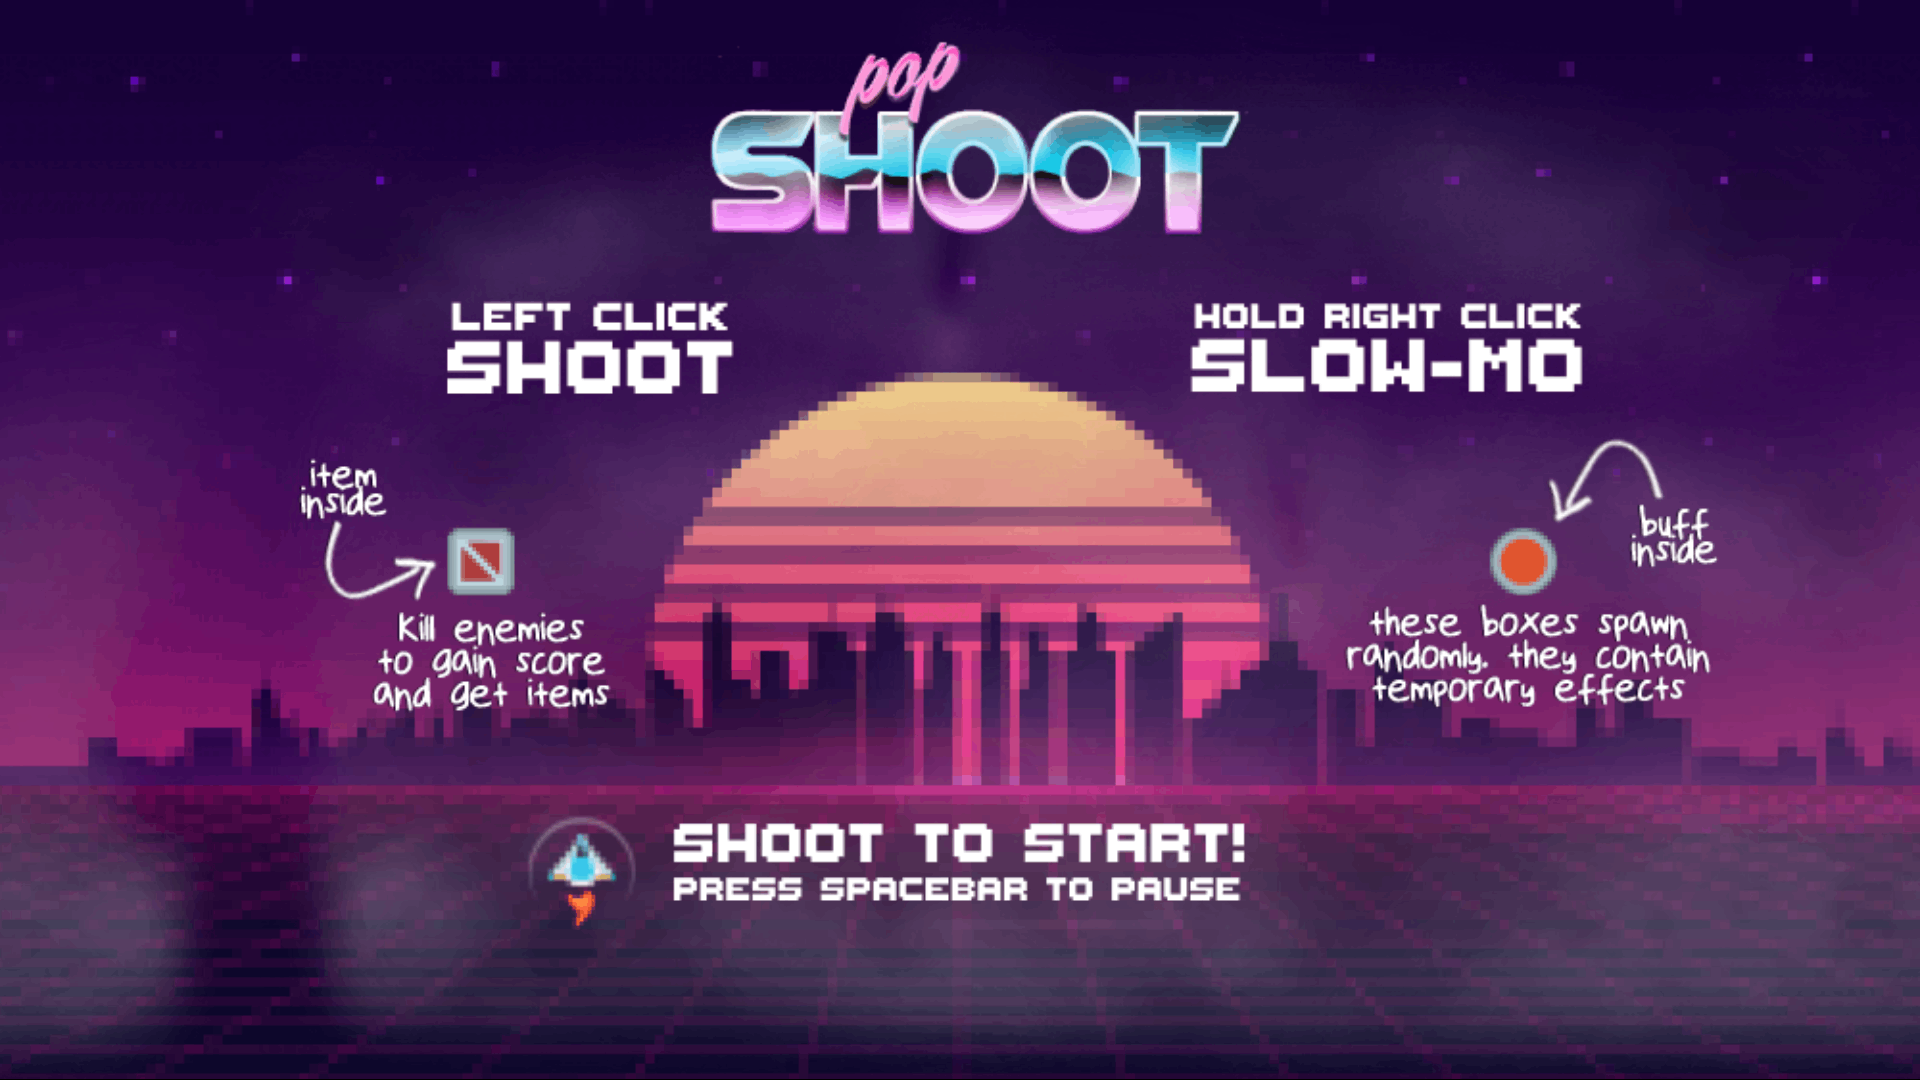 pop
SHOOT
LEFT CLICK
SHOOT
HOLD RIGHT CLICK
SLOW-MO
item
inside
Kill enemies
to gain score
and get items
buff
inside
these boxes spawn
randomly. they contain
temporary effects
SHOOT TO START!
PRESS SPACEBAR TO PAUSE